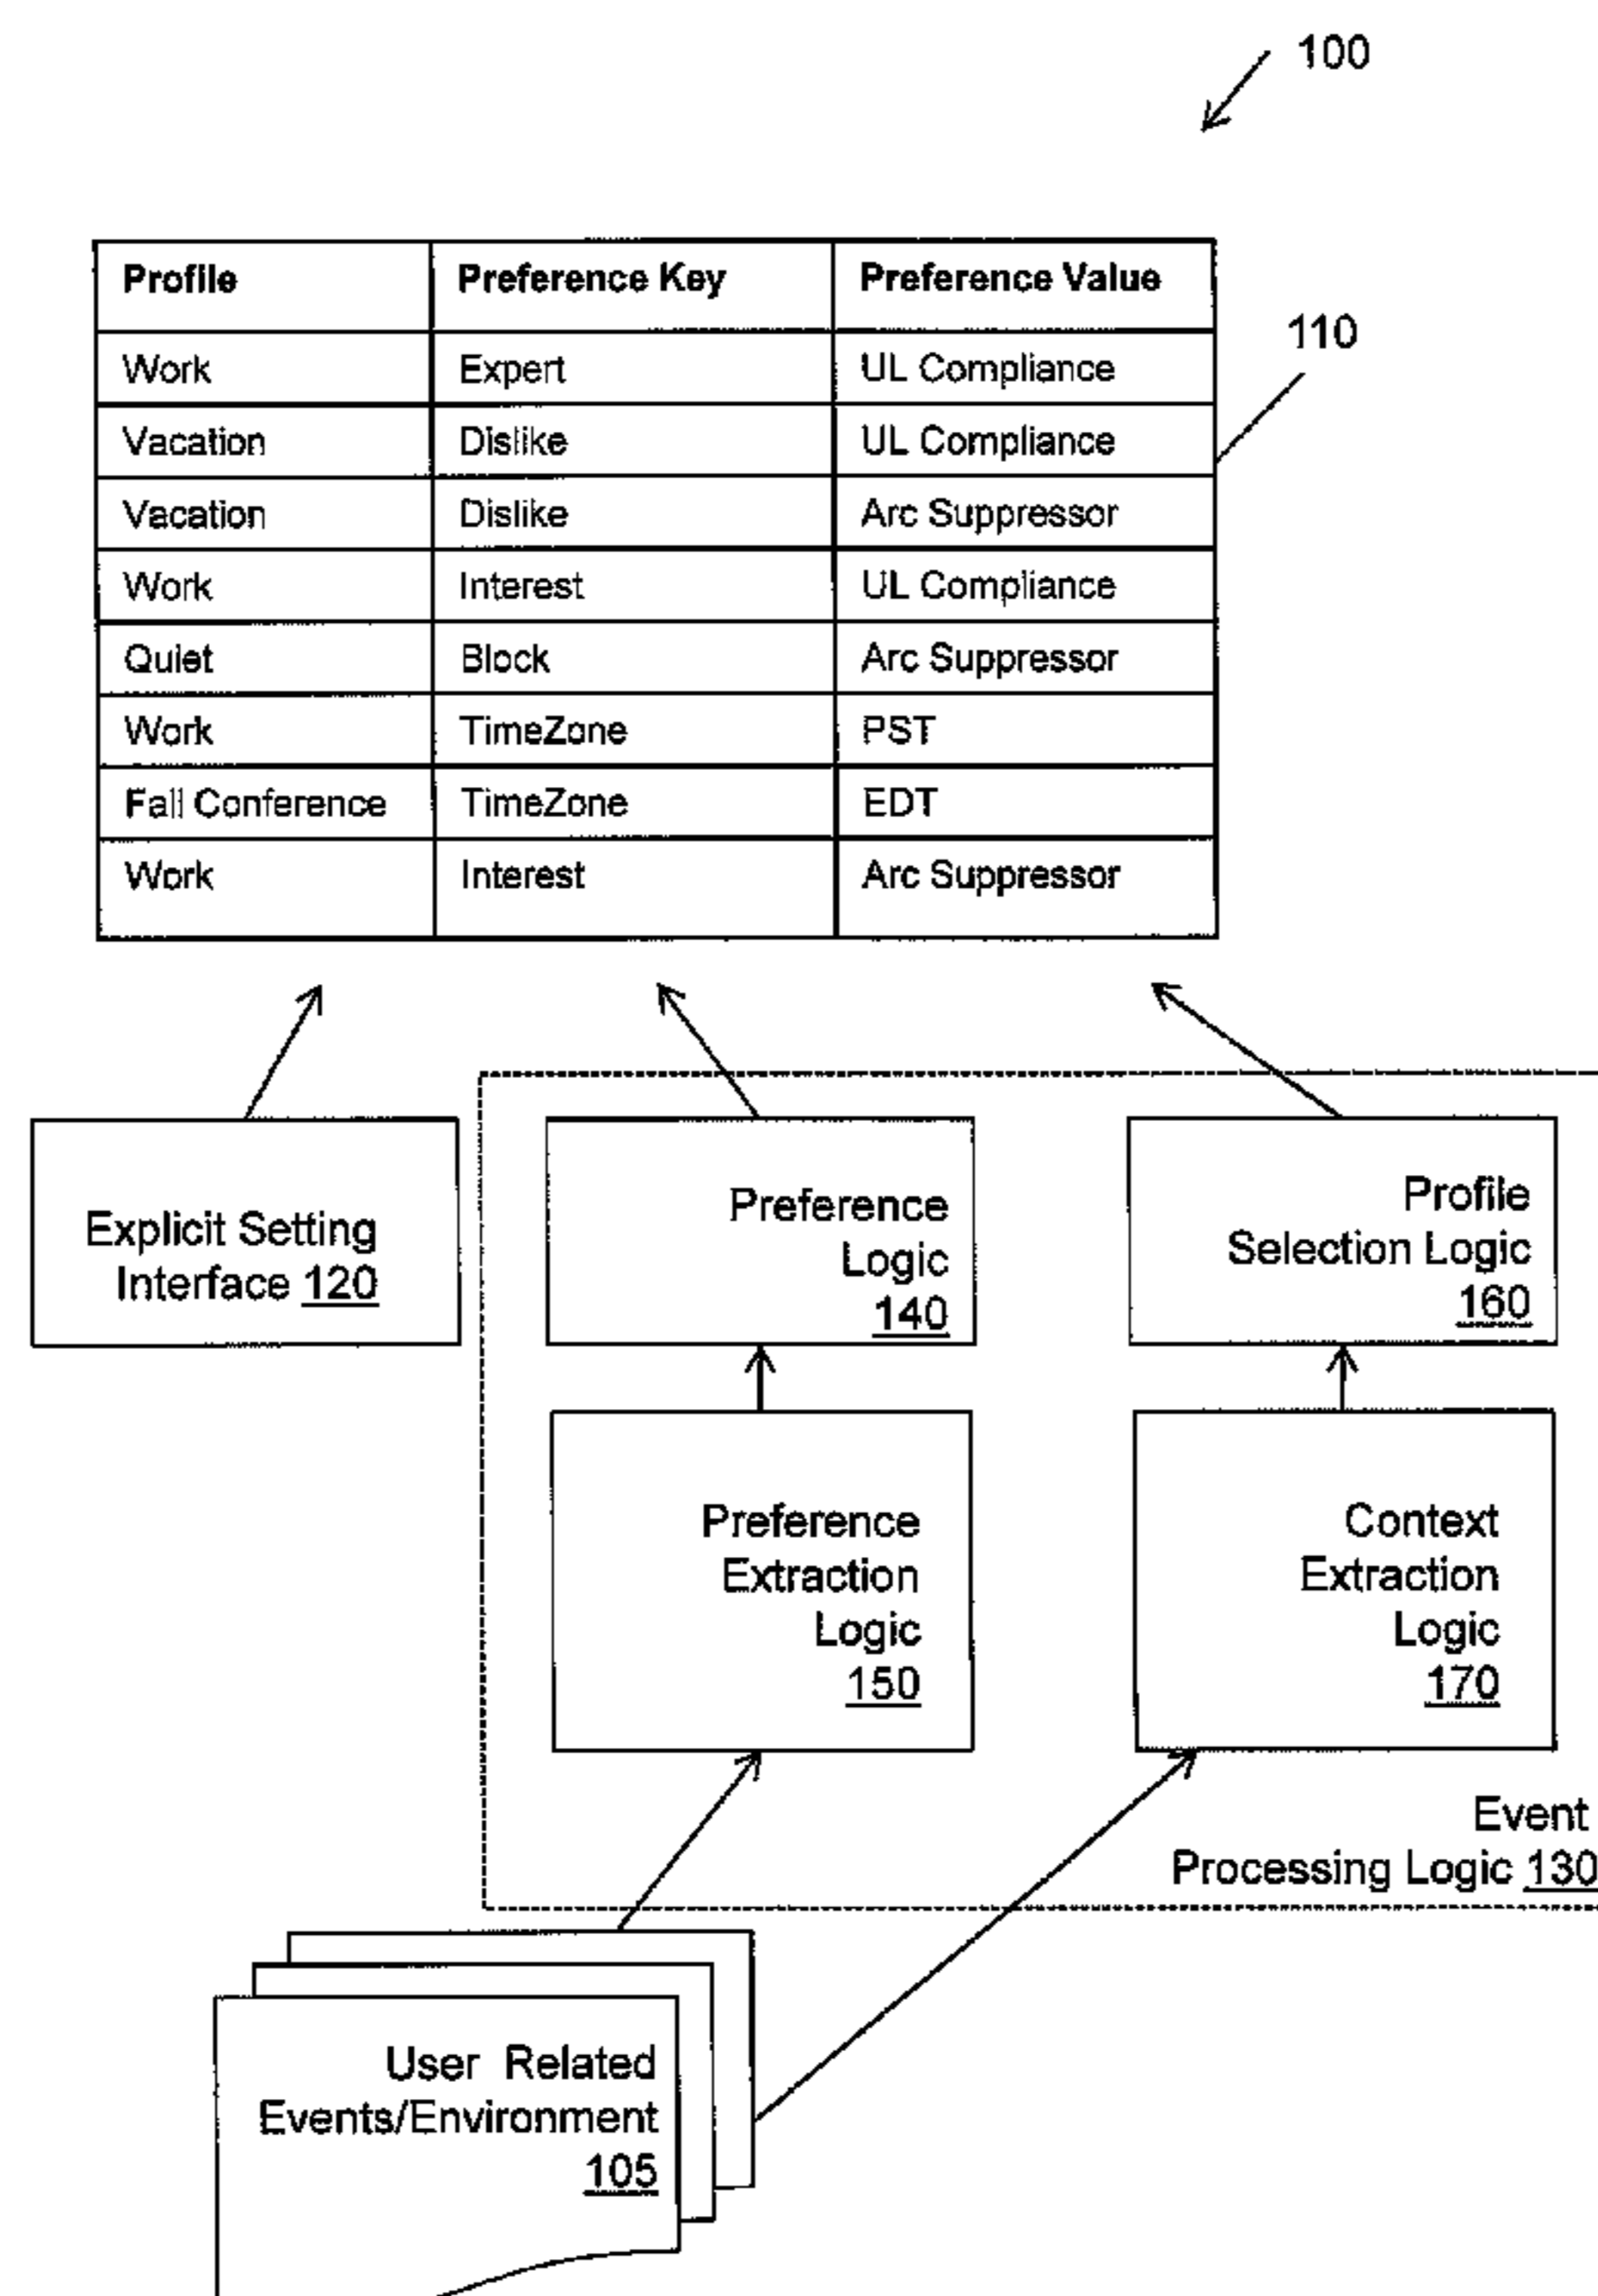 100
Profile Preference Key Preference Value
110
Work Expert UL Compliance
Vacation Dislike UL Compliance
Vacation Dislike Arc Suppressor
Work Interest UL Compliance
Quiet Block Arc Suppressor
Work TimeZone PST
Fall Conference TimeZone EDT
Work Interest Arc Suppressor
Explicit Setting
Interface 120
Preference
Logic
140
Profile
Selection Logic
160
Preference
Extraction
Logic
150
Context
Extraction
Logic
170
Event
Processing Logic 130
User Related
Events/Environment
105